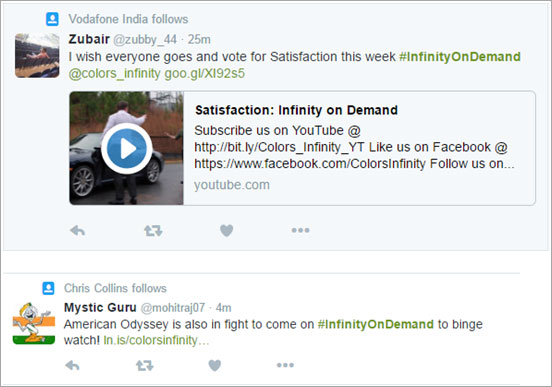 Vodafone India follows
Zubair @zubby_44 · 25m
I wish everyone goes and vote for Satisfaction this week #InfinityOnDemand
@colors_infinity goo.gl/XI92s5
Satisfaction: Infinity on Demand
Subscribe us on YouTube @
http://bit.ly/Colors_Infinity_YT Like us on Facebook @
https://www.facebook.com/ColorsInfinity Follow us on...
youtube.com
Chris Collins follows
Mystic Guru @mohitraj07 · 4m
American Odyssey is also in fight to come on #InfinityOnDemand to binge
watch! ln.is/colorsinfinity…